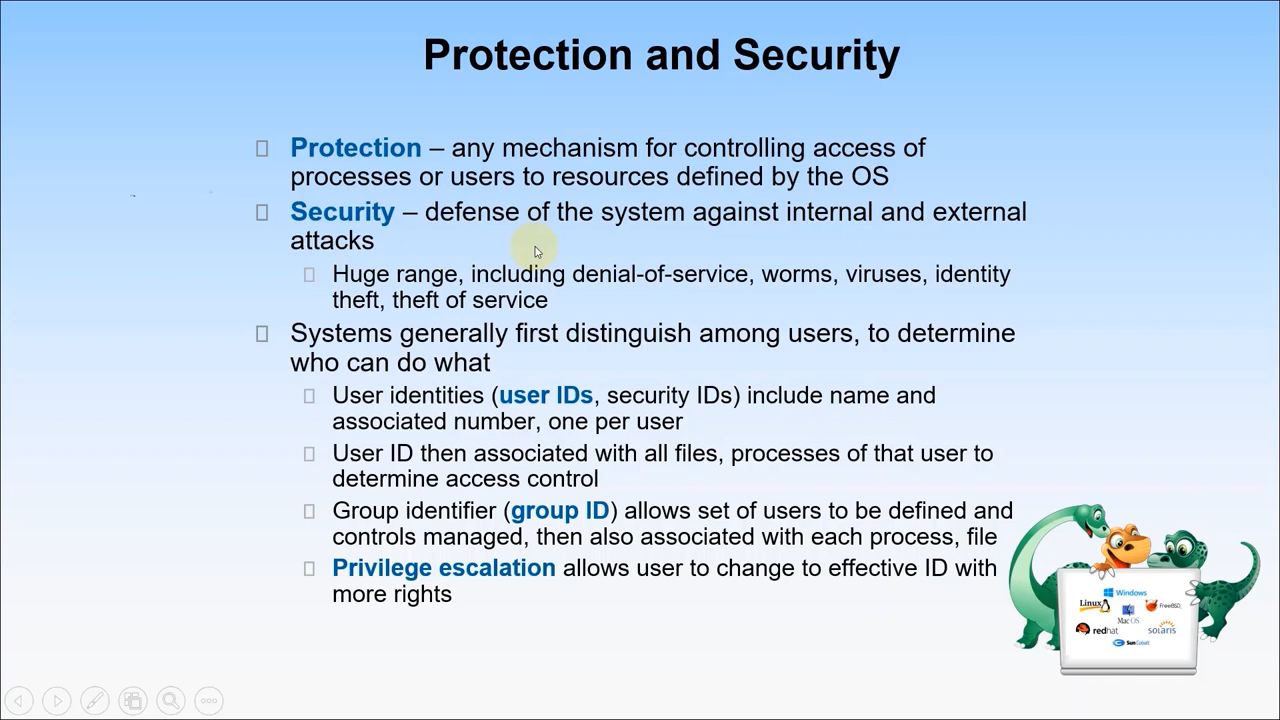 Protection and Security
Protection – any mechanism for controlling access of
processes or users to resources defined by the OS
Security – defense of the system against internal and external
attacks
Huge range, including denial-of-service, worms, viruses, identity
theft, theft of service
Systems generally first distinguish among users, to determine
who can do what
User identities (user IDs, security IDs) include name and
associated number, one per user
User ID then associated with all files, processes of that user to
determine access control
Group identifier (group ID) allows set of users to be defined and
controls managed, then also associated with each process, file
Privilege escalation allows user to change to effective ID with
more rights
Windows
Linux
FreeBSD
Mac OS
redhat
solaris
Sun Cobalt